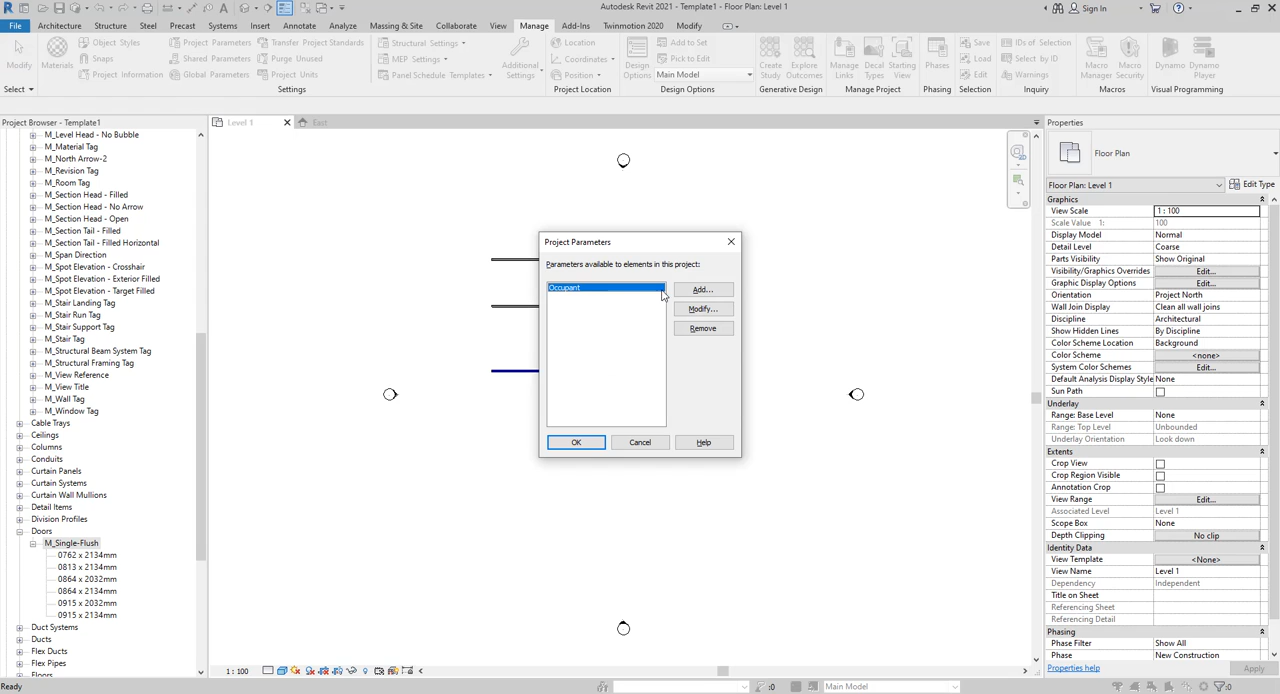 Autodesk Revit 2021 - Template1 - Floor Plan: Level 1
Sign In
File Architecture Structure Steel Precast Systems Insert Annotate Analyze Massing & Site Collaborate View Manage Add-Ins Twinmotion 2020 Modify
Modify
Materials
Object Styles
Snaps
Project Information
Project Parameters
Shared Parameters
Global Parameters
Transfer Project Standards
Purge Unused
Project Units
Structural Settings
MEP Settings
Panel Schedule Templates
Additional
Settings
Location
Coordinates
Position
Design
Options
Add to Set
Pick to Edit
Main Model
Create
Study
Explore
Outcomes
Manage
Links
Decal
Types
Starting
View
Phases
Save
Load
Edit
IDs of Selection
Select by ID
Warnings
Macro
Manager
Macro
Security
Dynamo
Dynamo
Player
Select
Settings
Project Location
Design Options
Generative Design
Manage Project
Phasing
Selection
Inquiry
Macros
Visual Programming
Project Browser - Template1
M_Level Head - No Bubble
M_Material Tag
M_North Arrow-2
M_Revision Tag
M_Room Tag
M_Section Head - Filled
M_Section Head - No Arrow
M_Section Head - Open
M_Section Tail - Filled
M_Section Tail - Filled Horizontal
M_Span Direction
M_Spot Elevation - Crosshair
M_Spot Elevation - Exterior Filled
M_Spot Elevation - Target Filled
M_Stair Landing Tag
M_Stair Run Tag
M_Stair Support Tag
M_Stair Tag
M_Structural Beam System Tag
M_Structural Framing Tag
M_View Reference
M_View Title
M_Wall Tag
M_Window Tag
Cable Trays
Ceilings
Columns
Conduits
Curtain Panels
Curtain Systems
Curtain Wall Mullions
Detail Items
Division Profiles
Doors
M_Single-Flush
0762 x 2134mm
0813 x 2134mm
0864 x 2032mm
0864 x 2134mm
0915 x 2032mm
0915 x 2134mm
Duct Systems
Ducts
Flex Ducts
Flex Pipes
Floors
Level 1
East
Project Parameters
Parameters available to elements in this project:
Occupant
Add...
Modify...
Remove
OK
Cancel
Help
1 : 100
Properties
Floor Plan
Floor Plan: Level 1
Edit Type
Graphics
View Scale 1 : 100
Scale Value 1: 100
Display Model Normal
Detail Level Coarse
Parts Visibility Show Original
Visibility/Graphics Overrides Edit...
Graphic Display Options Edit...
Orientation Project North
Wall Join Display Clean all wall joins
Discipline Architectural
Show Hidden Lines By Discipline
Color Scheme Location Background
Color Scheme <none>
System Color Schemes Edit...
Default Analysis Display Style None
Sun Path
Underlay
Range: Base Level None
Range: Top Level Unbounded
Underlay Orientation Look down
Extents
Crop View
Crop Region Visible
Annotation Crop
View Range Edit...
Associated Level Level 1
Scope Box None
Depth Clipping No clip
Identity Data
View Template <None>
View Name Level 1
Dependency Independent
Title on Sheet
Referencing Sheet
Referencing Detail
Phasing
Phase Filter Show All
Phase New Construction
Properties help
Apply
Ready
:0
Main Model
:0